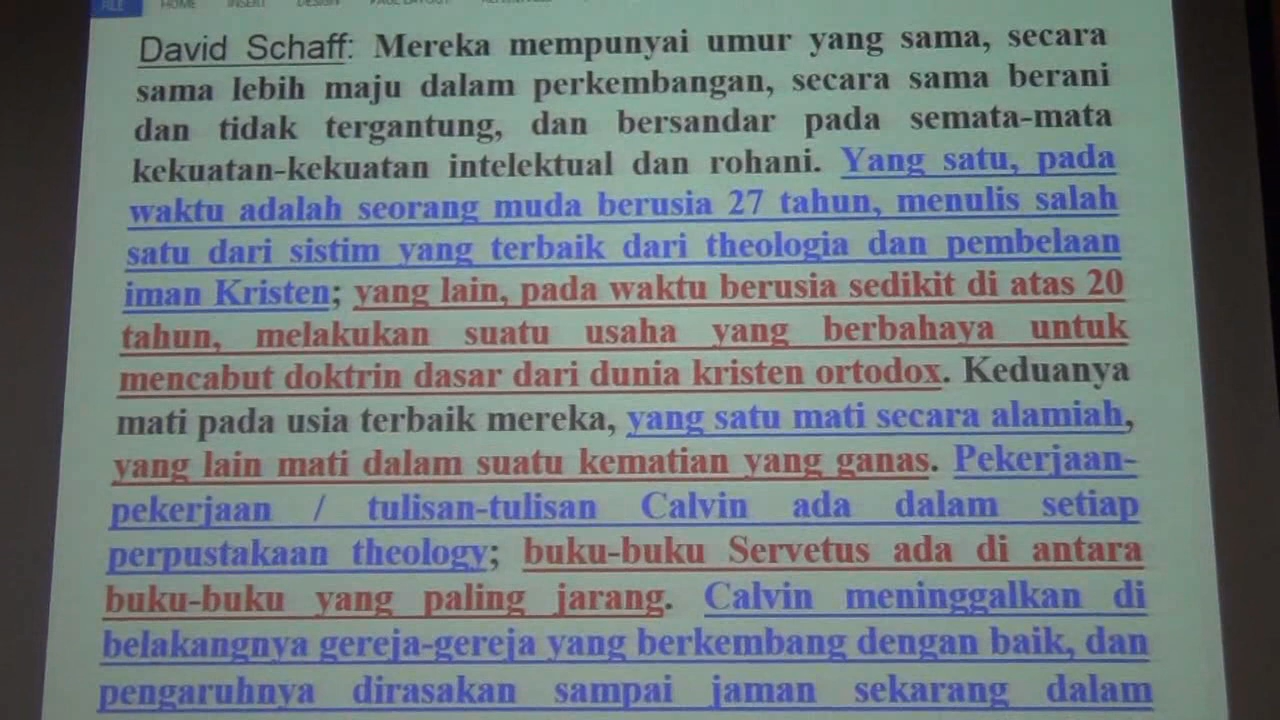 FILE HOME INSERT DESIGN PAGE LAYOUT
David Schaff: Mereka mempunyai umur yang sama, secara
sama lebih maju dalam perkembangan, secara sama berani
dan tidak tergantung, dan bersandar pada semata-mata
kekuatan-kekuatan intelektual dan rohani. Yang satu, pada
waktu adalah seorang muda berusia 27 tahun, menulis salah
satu dari sistim yang terbaik dari theologia dan pembelaan
iman Kristen; yang lain, pada waktu berusia sedikit di atas 20
tahun, melakukan suatu usaha yang berbahaya untuk
mencabut doktrin dasar dari dunia kristen ortodox. Keduanya
mati pada usia terbaik mereka, yang satu mati secara alamiah,
yang lain mati dalam suatu kematian yang ganas. Pekerjaan-
pekerjaan / tulisan-tulisan Calvin ada dalam setiap
perpustakaan theology; buku-buku Servetus ada di antara
buku-buku yang paling jarang. Calvin meninggalkan di
belakangnya gereja-gereja yang berkembang dengan baik, dan
pengaruhnya dirasakan sampai jaman sekarang dalam